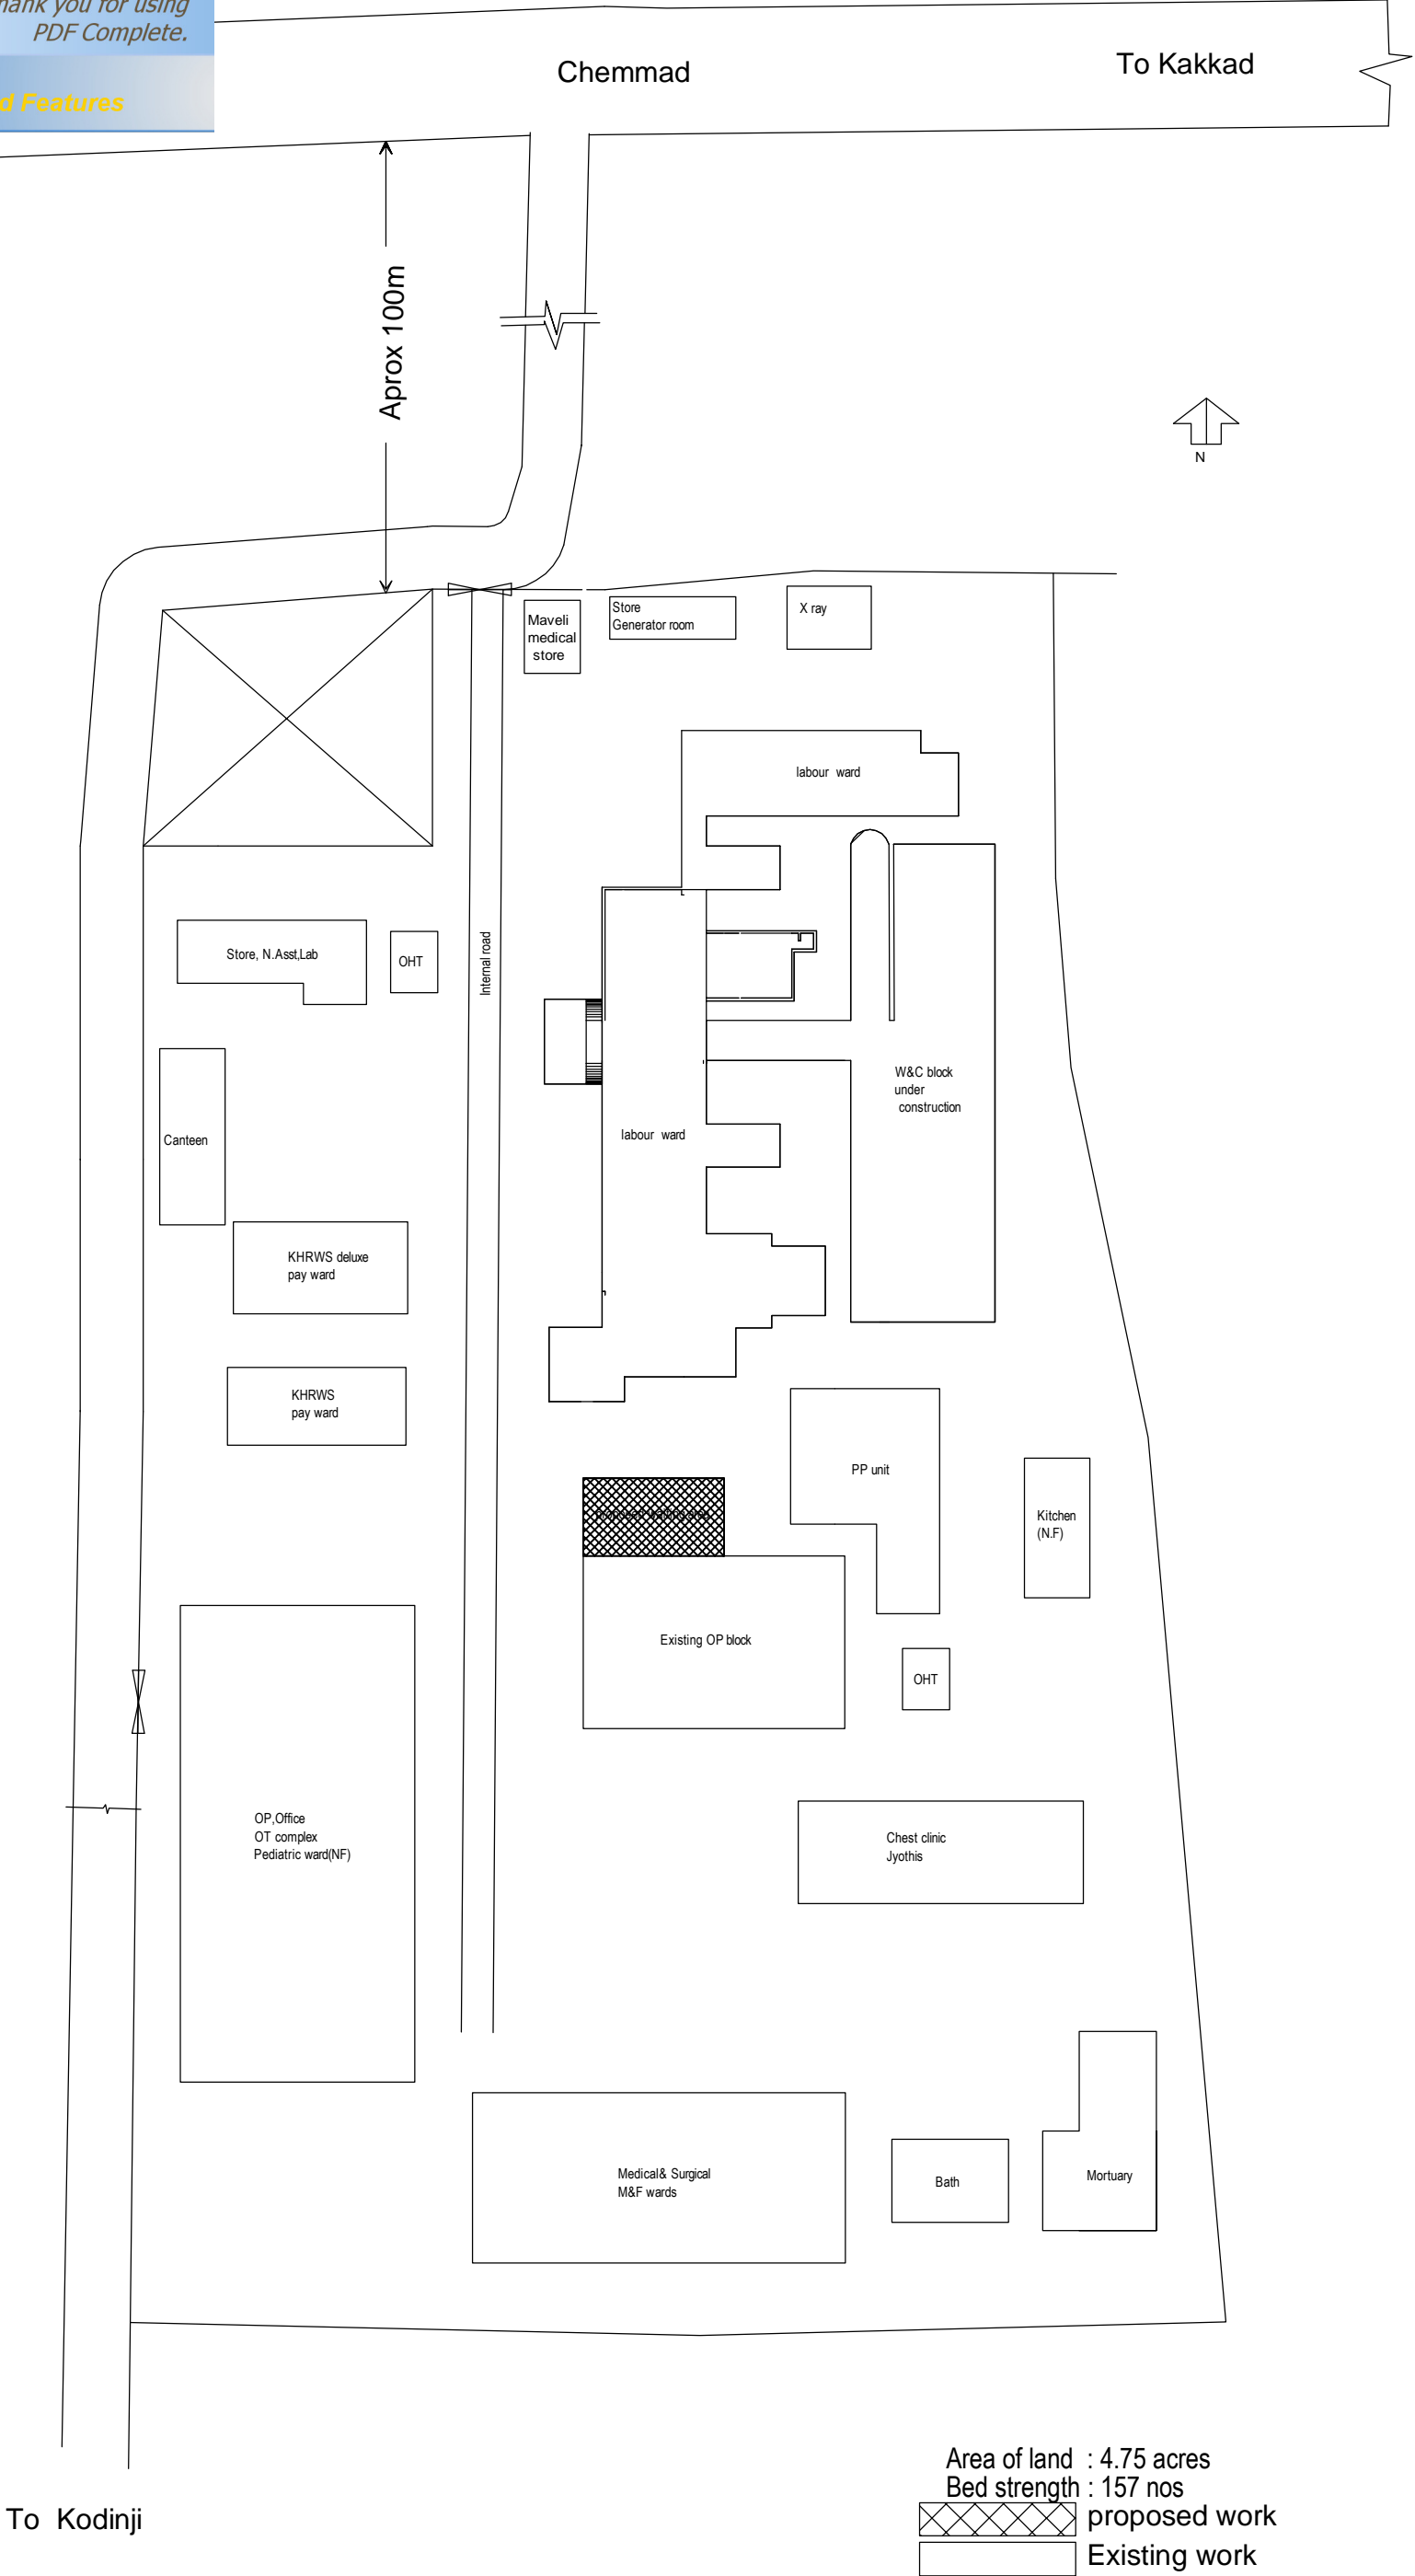 hank you for using
PDF Complete.
d Features
Chemmad
To Kakkad
Aprox 100m
N
Maveli
medical
store
Store
Generator room
X ray
labour ward
Store, N.Asst,Lab
OHT
Internal road
W&C block
under
construction
Canteen
labour ward
KHRWS deluxe
pay ward
KHRWS
pay ward
PP unit
Kitchen
(N.F)
Existing OP block
OHT
OP,Office
OT complex
Pediatric ward(NF)
Chest clinic
Jyothis
Medical& Surgical
M&F wards
Bath
Mortuary
Area of land : 4.75 acres
Bed strength : 157 nos
proposed work
Existing work
To Kodinji